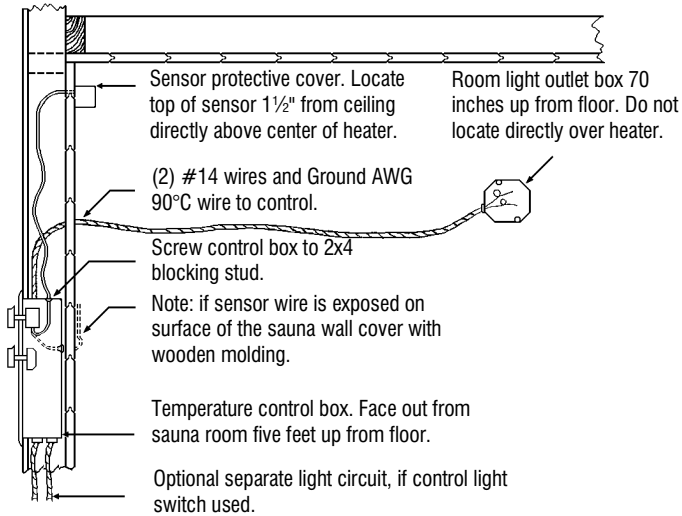 Sensor protective cover. Locate
top of sensor 1½" from ceiling
directly above center of heater.
Room light outlet box 70
inches up from floor. Do not
locate directly over heater.
(2) #14 wires and Ground AWG
90°C wire to control.
Screw control box to 2x4
blocking stud.
Note: if sensor wire is exposed on
surface of the sauna wall cover with
wooden molding.
Temperature control box. Face out from
sauna room five feet up from floor.
Optional separate light circuit, if control light
switch used.